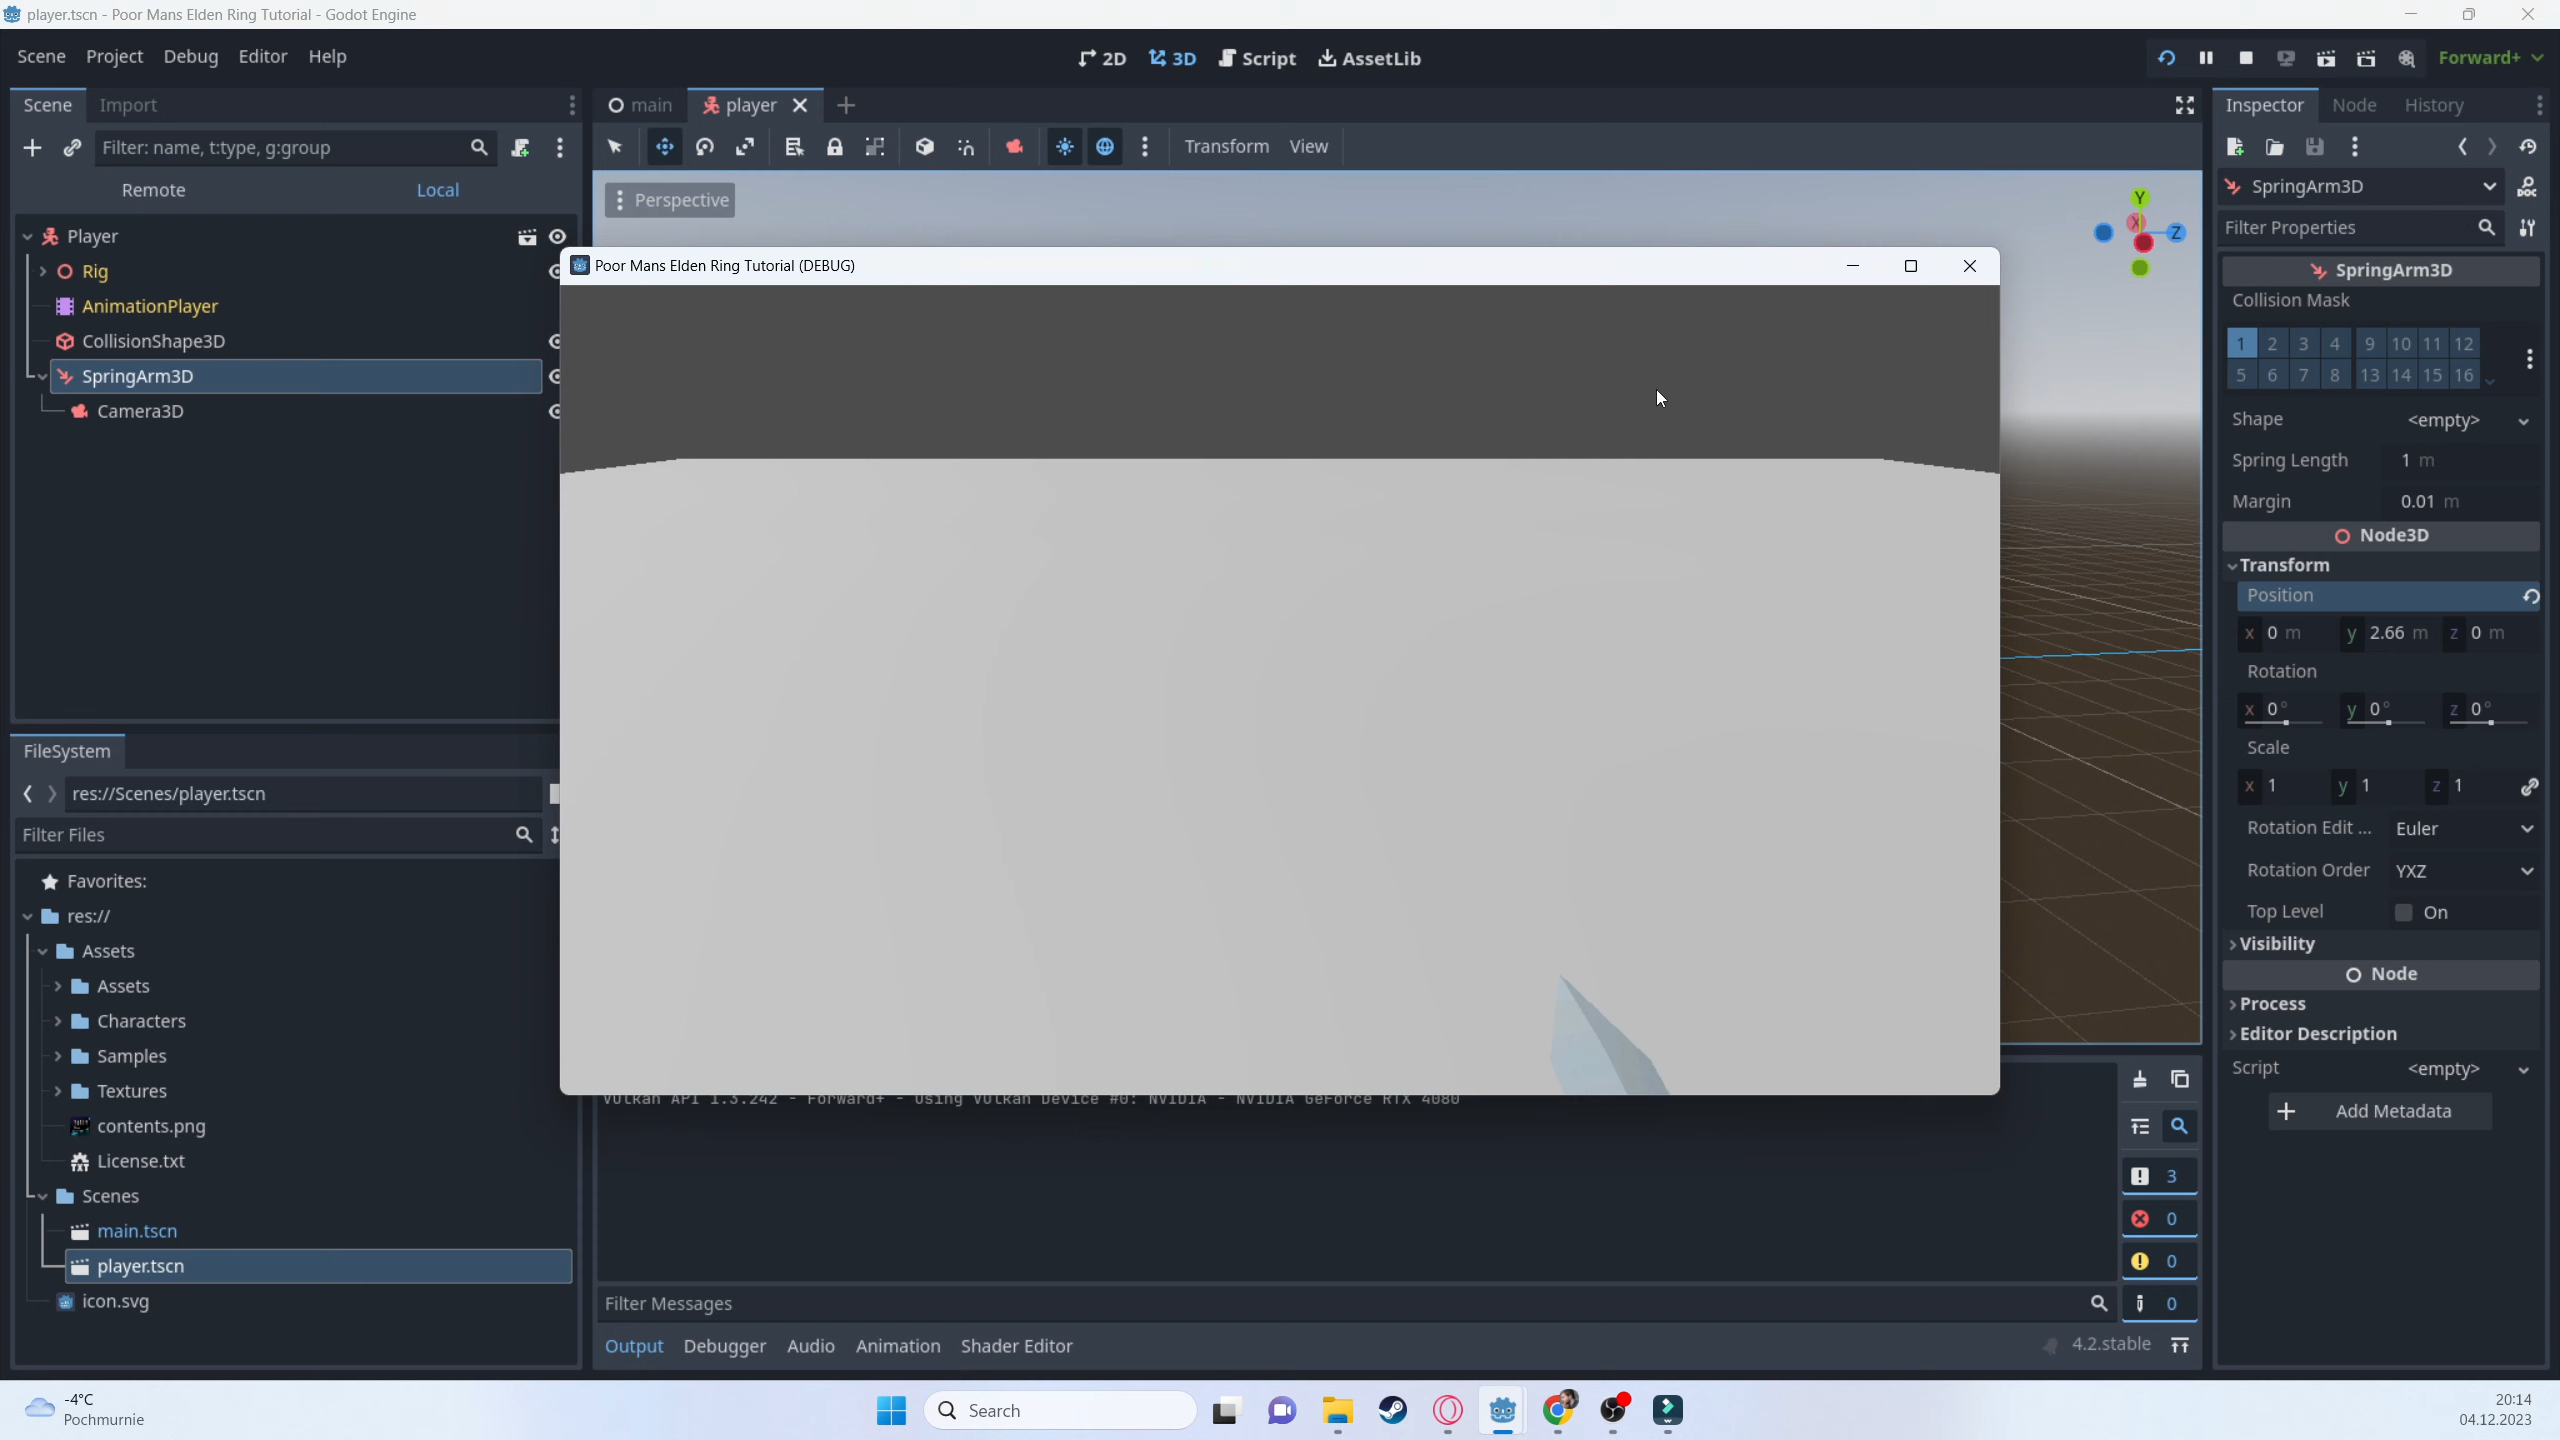 player.tscn - Poor Mans Elden Ring Tutorial - Godot Engine
Scene Project Debug Editor Help
2D 3D Script AssetLib
Forward+
Scene Import
main player
Inspector Node History
Filter: name, t:type, g:group
Transform View
Remote Local
Perspective
Y
X
Z
SpringArm3D
DOC
Filter Properties
Player
Rig
AnimationPlayer
CollisionShape3D
SpringArm3D
Camera3D
Poor Mans Elden Ring Tutorial (DEBUG)
SpringArm3D
Collision Mask
1 2 3 4 9 10 11 12
5 6 7 8 13 14 15 16
Shape <empty>
Spring Length 1 m
Margin 0.01 m
Node3D
Transform
Position
x 0 m y 2.66 m z 0 m
Rotation
x 0° y 0° z 0°
Scale
x 1 y 1 z 1
Rotation Edit ... Euler
Rotation Order YXZ
Top Level On
Visibility
Node
Process
Editor Description
Script <empty>
Add Metadata
FileSystem
res://Scenes/player.tscn
Filter Files
Favorites:
res://
Assets
Assets
Characters
Samples
Textures
contents.png
License.txt
Scenes
main.tscn
player.tscn
icon.svg
Vulkan API 1.3.242 - Forward+ - Using Vulkan Device #0: NVIDIA - NVIDIA GeForce RTX 4080
3
0
0
0
Filter Messages
Output Debugger Audio Animation Shader Editor
4.2.stable
-4°C
Pochmurnie
Search
20:14
04.12.2023